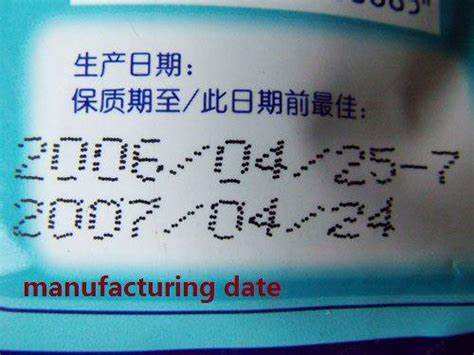 生产日期:
保质期至/此日期前最佳:
2006/04/25-7
2007/04/24
manufacturing date